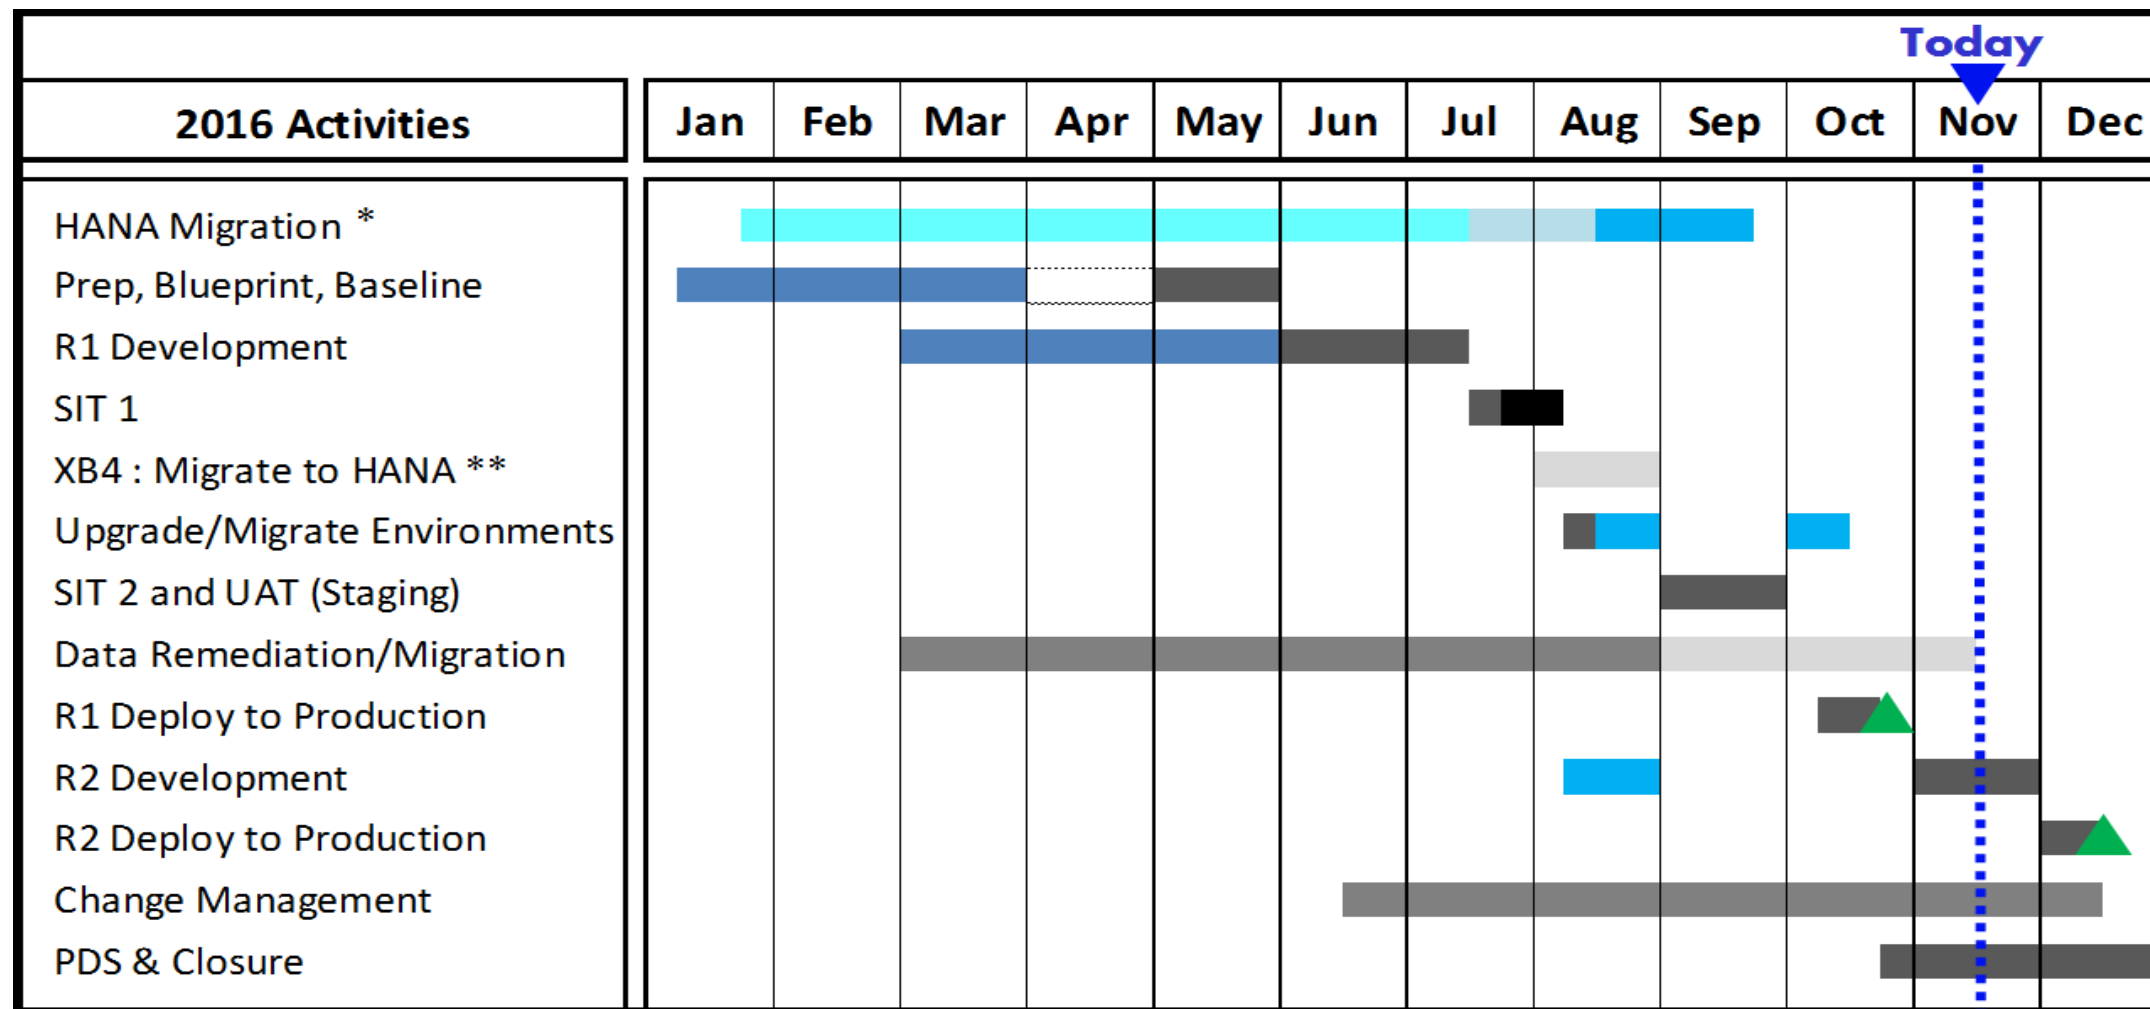 Today
2016 Activities Jan Feb Mar Apr May Jun Jul Aug Sep Oct Nov Dec
HANA Migration *
Prep, Blueprint, Baseline
R1 Development
SIT 1
XB4 : Migrate to HANA **
Upgrade/Migrate Environments
SIT 2 and UAT (Staging)
Data Remediation/Migration
R1 Deploy to Production
R2 Development
R2 Deploy to Production
Change Management
PDS & Closure